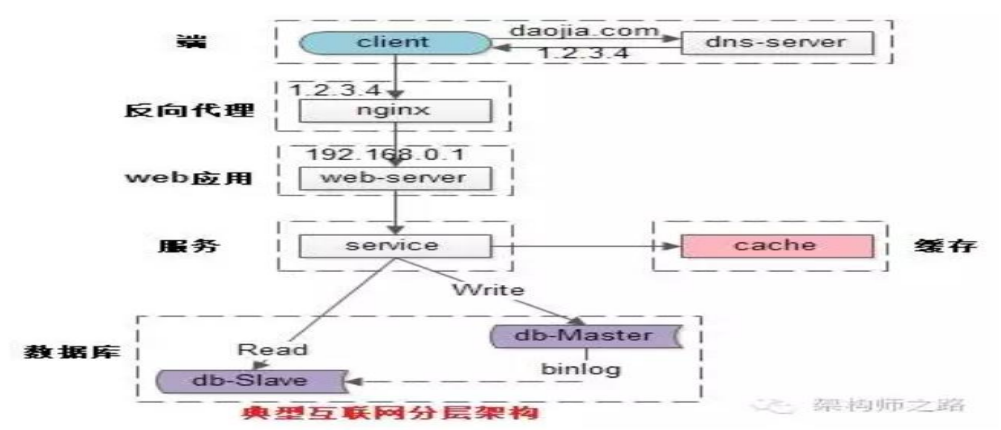 端
client
daojia.com
1.2.3.4
dns-server
反向代理
1.2.3.4
nginx
web应用
192.168.0.1
web-server
服务
service
cache
缓存
Write
数据库
Read
db-Master
binlog
db-Slave
典型互联网分层架构
架构师之路